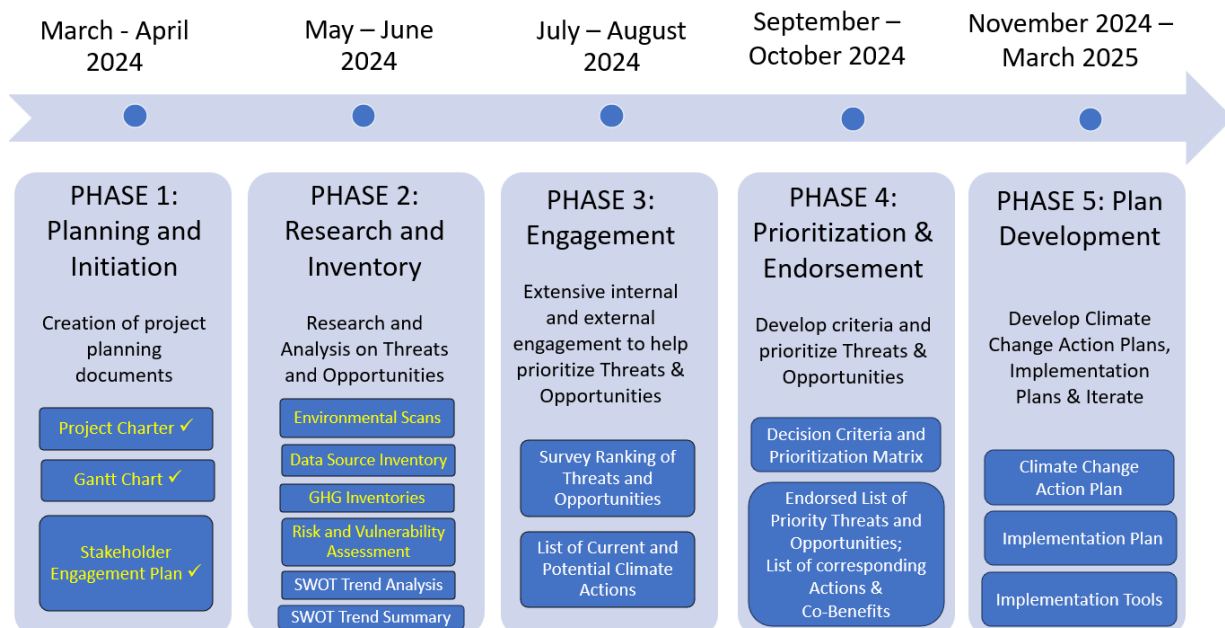 March - April
2024
May – June
2024
July – August
2024
September –
October 2024
November 2024 –
March 2025
PHASE 1:
Planning and
Initiation
Creation of project
planning
documents
Project Charter ✓
Gantt Chart ✓
Stakeholder
Engagement Plan ✓
PHASE 2:
Research and
Inventory
Research and
Analysis on Threats
and Opportunities
Environmental Scans
Data Source Inventory
GHG Inventories
Risk and Vulnerability
Assessment
SWOT Trend Analysis
SWOT Trend Summary
PHASE 3:
Engagement
Extensive internal
and external
engagement to help
prioritize Threats &
Opportunities
Survey Ranking of
Threats and
Opportunities
List of Current and
Potential Climate
Actions
PHASE 4:
Prioritization &
Endorsement
Develop criteria and
prioritize Threats &
Opportunities
Decision Criteria and
Prioritization Matrix
Endorsed List of
Priority Threats and
Opportunities;
List of corresponding
Actions &
Co-Benefits
PHASE 5: Plan
Development
Develop Climate
Change Action Plans,
Implementation
Plans & Iterate
Climate Change
Action Plan
Implementation Plan
Implementation Tools